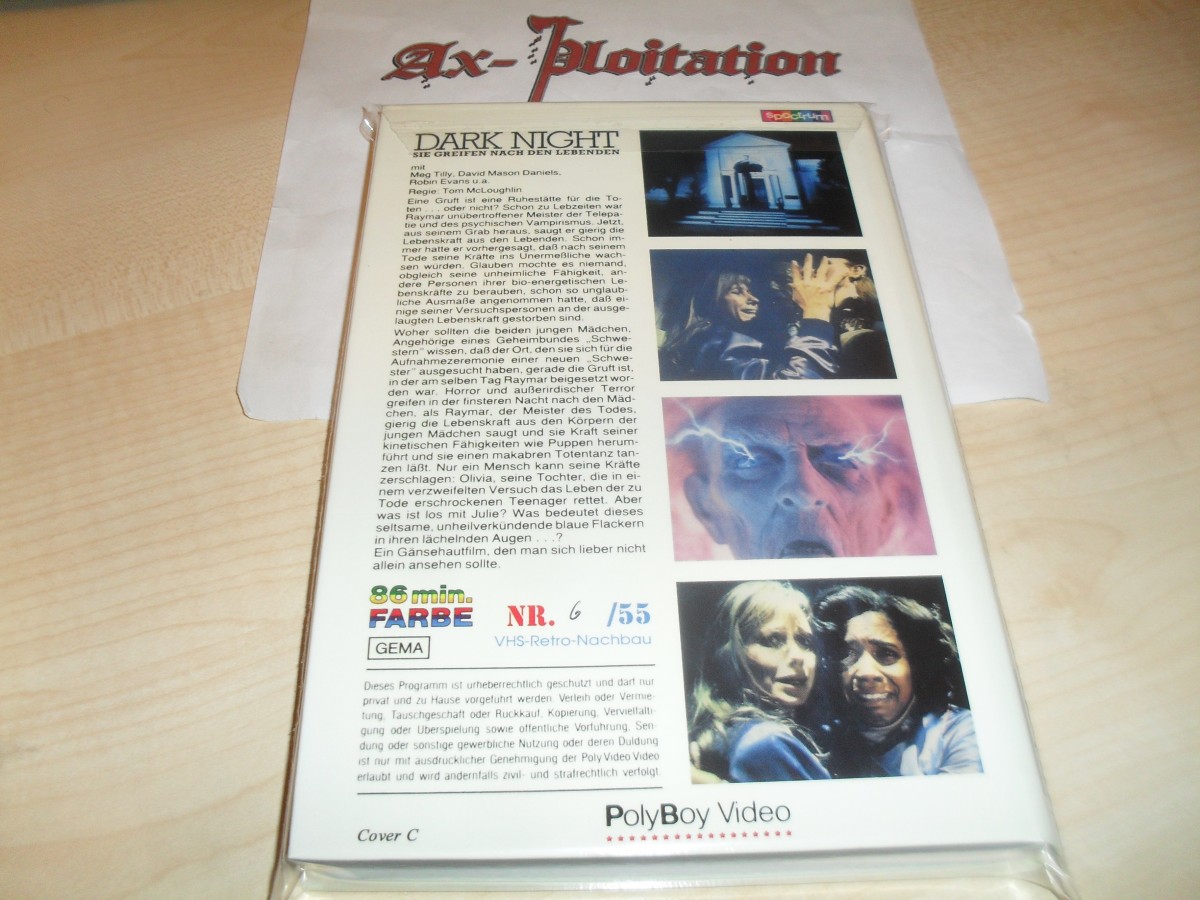 Ax-Ploitation
spectrum
DARK NIGHT
SIE GREIFEN NACH DEN LEBENDEN
mit
Meg Tilly, David Mason Daniels,
Robin Evans u.a.
Regie: Tom McLoughlin
Eine Gruft ist eine Ruhestätte für die To-
ten . . . oder nicht? Schon zu Lebzeiten war
Raymar unübertroffener Meister der Telepa-
tie und des psychischen Vampirismus. Jetzt,
aus seinem Grab heraus, saugt er gierig die
Lebenskraft aus den Lebenden. Schon im-
mer hatte er vorhergesagt, daß nach seinem
Tode seine Kräfte ins Unermeßliche wach-
sen würden. Glauben mochte es niemand,
obgleich seine unheimliche Fähigkeit, an-
dere Personen ihrer bio-energetischen Le-
benskräfte zu berauben, schon so unglaub-
liche Ausmaße angenommen hatte, daß ei-
nige seiner Versuchspersonen an der ausge-
laugten Lebenskraft gestorben sind.
Woher sollten die beiden jungen Mädchen,
Angehörige eines Geheimbundes „Schwe-
stern" wissen, daß der Ort, den sie sich für die
Aufnahmezeremonie einer neuen „Schwe-
ster" ausgesucht haben, gerade die Gruft ist,
in der am selben Tag Raymar beigesetzt wor-
den war. Horror und außerirdischer Terror
greifen in der finsteren Nacht nach den Mäd-
chen, als Raymar, der Meister des Todes,
gierig die Lebenskraft aus den Körpern der
jungen Mädchen saugt und sie Kraft seiner
kinetischen Fähigkeiten wie Puppen herum-
führt und sie einen makabren Totentanz tan-
zen läßt. Nur ein Mensch kann seine Kräfte
zerschlagen: Olivia, seine Tochter, die in ei-
nem verzweifelten Versuch das Leben der zu
Tode erschrockenen Teenager rettet. Aber
was ist los mit Julie? Was bedeutet dieses
seltsame, unheilverkündende blaue Flackern
in ihren lächelnden Augen . . .?
Ein Gänsehautfilm, den man sich lieber nicht
allein ansehen sollte.
86 min.
FARBE
NR. 6 /55
VHS-Retro-Nachbau
GEMA
Dieses Programm ist urheberrechtlich geschützt und darf nur
privat und zu Hause vorgeführt werden. Verleih oder Vermie-
tung, Tauschgeschäft oder Rückkauf, Kopierung, Vervielfälti-
gung oder Überspielung sowie öffentliche Vorführung, Sen-
dung oder sonstige gewerbliche Nutzung oder deren Duldung
ist nur mit ausdrücklicher Genehmigung der Poly Video Video
erlaubt und wird andernfalls zivil- und strafrechtlich verfolgt.
Cover C
PolyBoy Video